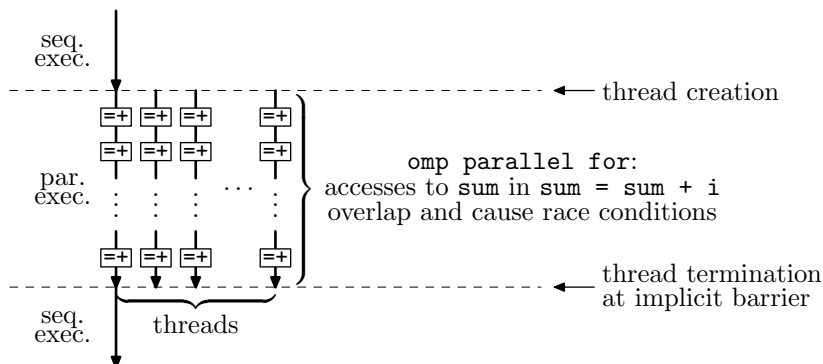 seq.
exec.
thread creation
=+ =+ =+ =+
=+ =+ =+ =+
par.
exec.
omp parallel for:
accesses to sum in sum = sum + i
overlap and cause race conditions
=+ =+ =+ =+
thread termination
at implicit barrier
seq.
exec.
threads